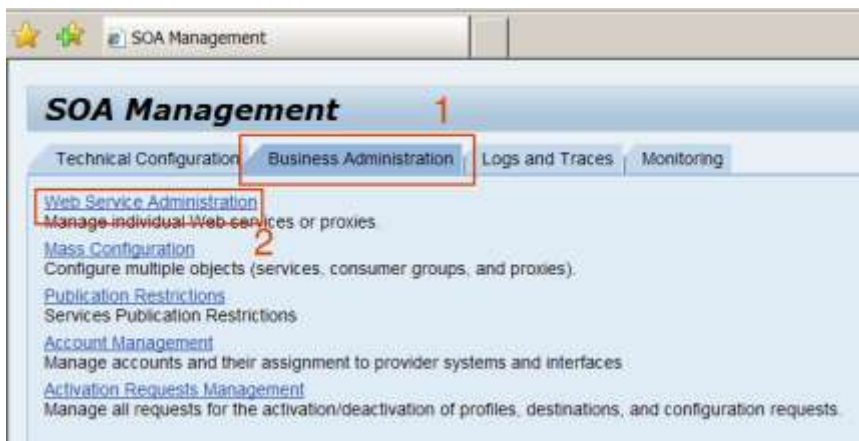 SOA Management
SOA Management
1
Technical Configuration Business Administration Logs and Traces Monitoring
Web Service Administration
Manage individual Web services or proxies.
2
Mass Configuration
Configure multiple objects (services, consumer groups, and proxies).
Publication Restrictions
Services Publication Restrictions
Account Management
Manage accounts and their assignment to provider systems and interfaces
Activation Requests Management
Manage all requests for the activation/deactivation of profiles, destinations, and configuration requests.